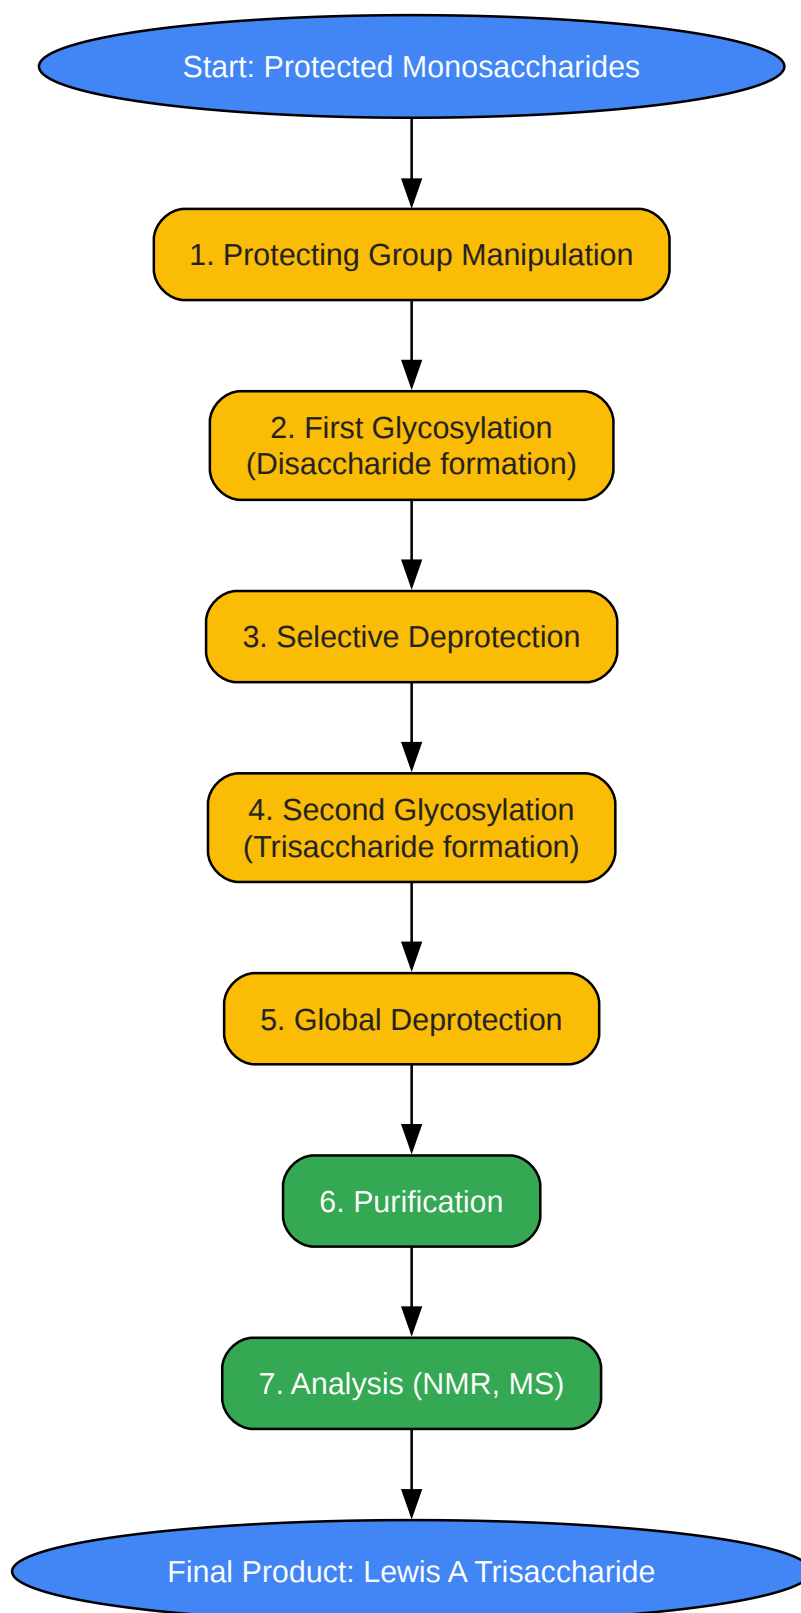 Start: Protected Monosaccharides
1. Protecting Group Manipulation
2. First Glycosylation
(Disaccharide formation)
3. Selective Deprotection
4. Second Glycosylation
(Trisaccharide formation)
5. Global Deprotection
6. Purification
7. Analysis (NMR, MS)
Final Product: Lewis A Trisaccharide